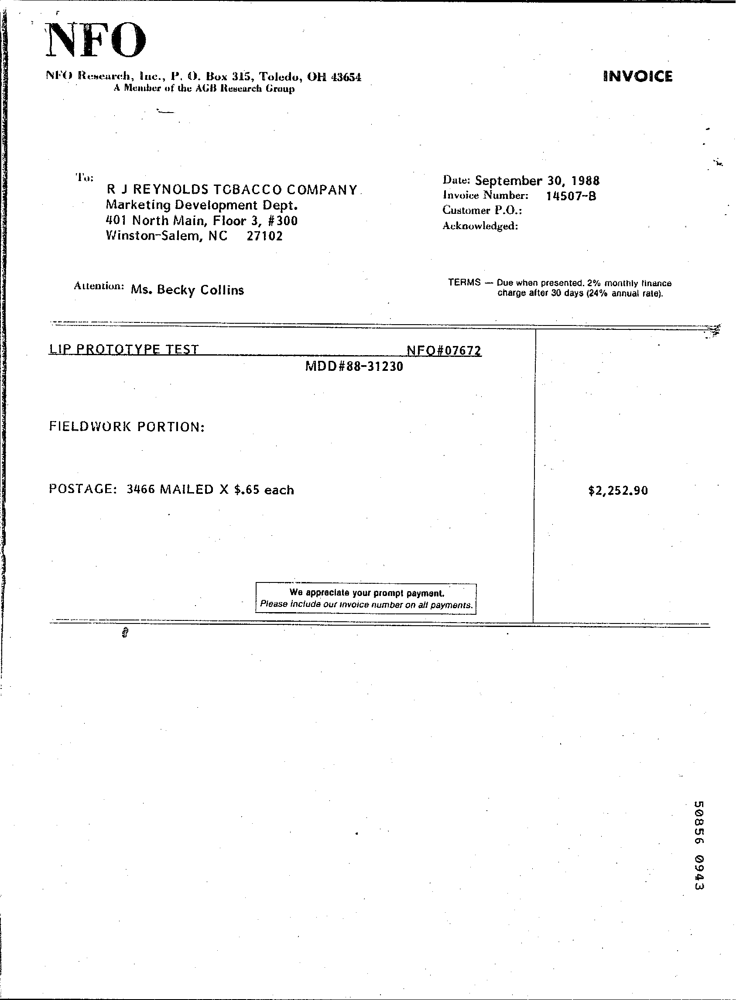 NFO
NFO Research, Inc., P. O. Box 315, Toledo, OH 43654
A Member of the AGB Research Group
INVOICE
To:
R J REYNOLDS TOBACCO COMPANY
Marketing Development Dept.
401 North Main, Floor 3, #300
Winston-Salem, NC 27102
Date: September 30, 1988
Invoice Number: 14507-B
Customer P.O.:
Acknowledged:
Attention: Ms. Becky Collins
TERMS — Due when presented. 2% monthly finance
charge after 30 days (24% annual rate).
LIP PROTOTYPE TEST NFO#07672
MDD#88-31230
FIELDWORK PORTION:
POSTAGE: 3466 MAILED X $.65 each $2,252.90
We appreciate your prompt payment.
Please include our invoice number on all payments.
50856 0943